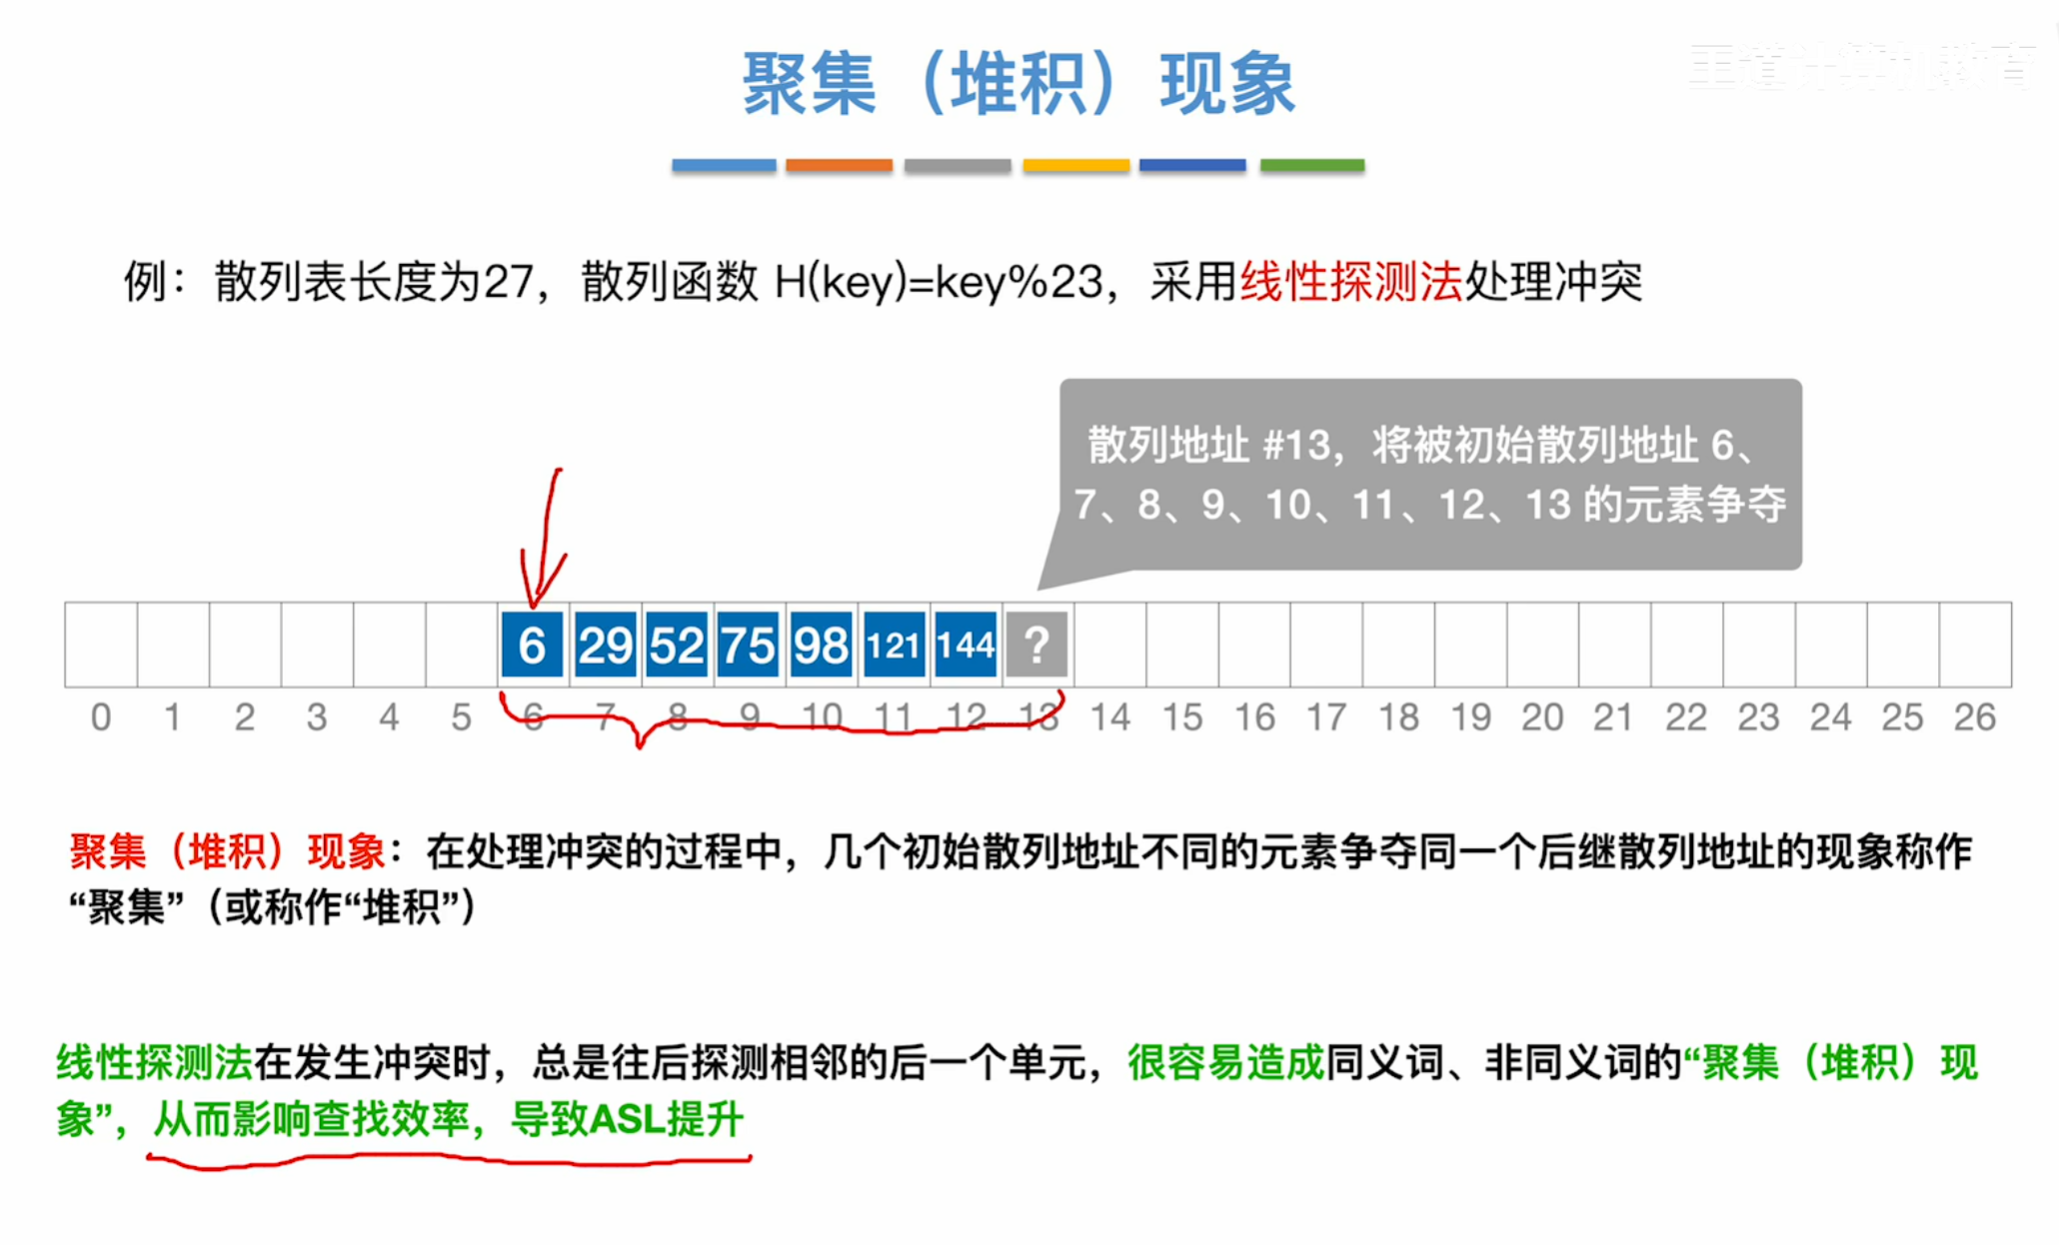 聚集（堆积）现象
王道计算机教育
例：散列表长度为27，散列函数 H(key)=key%23，采用线性探测法处理冲突
散列地址 #13，将被初始散列地址 6、
7、8、9、10、11、12、13 的元素争夺
6 29 52 75 98 121 144 ?
0 1 2 3 4 5 6 7 8 9 10 11 12 13 14 15 16 17 18 19 20 21 22 23 24 25 26
聚集（堆积）现象：在处理冲突的过程中，几个初始散列地址不同的元素争夺同一个后继散列地址的现象称作
“聚集”（或称作“堆积”）
线性探测法在发生冲突时，总是往后探测相邻的后一个单元，很容易造成同义词、非同义词的“聚集（堆积）现
象”，从而影响查找效率，导致ASL提升